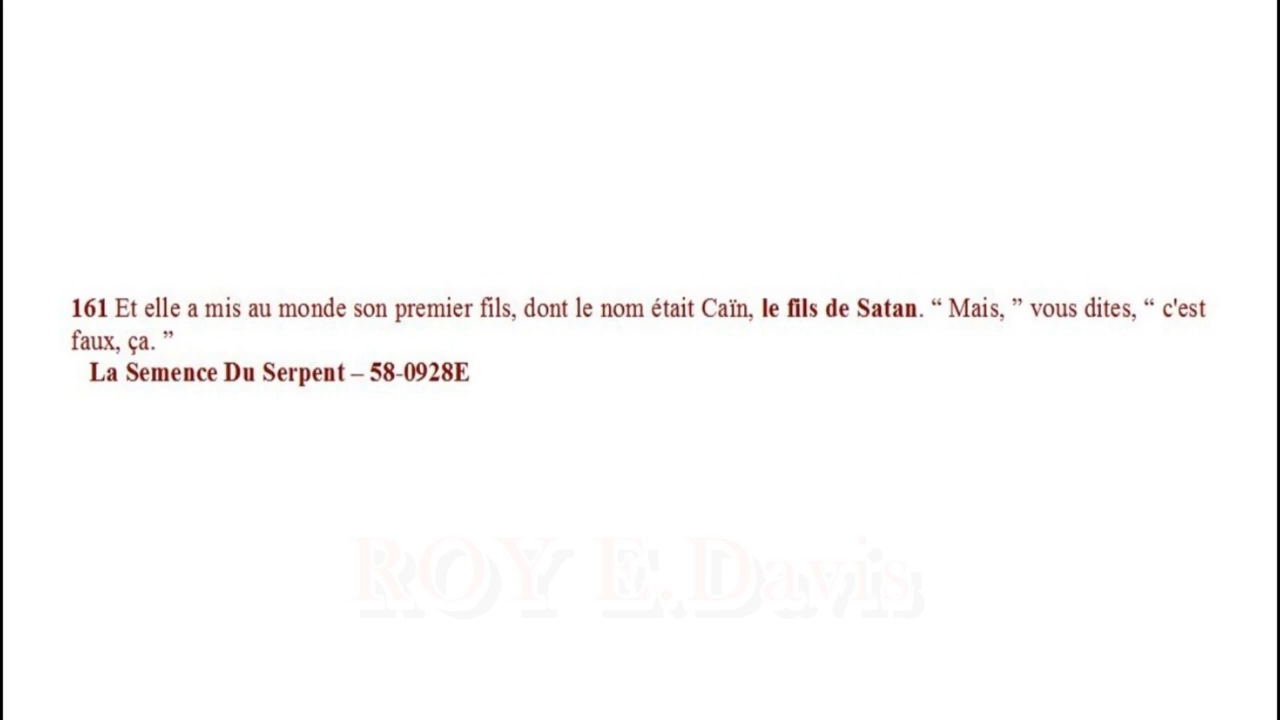 161 Et elle a mis au monde son premier fils, dont le nom était Caïn, le fils de Satan. “ Mais, ” vous dites, “ c'est
faux, ça. ”
La Semence Du Serpent – 58-0928E
ROY E.Davis